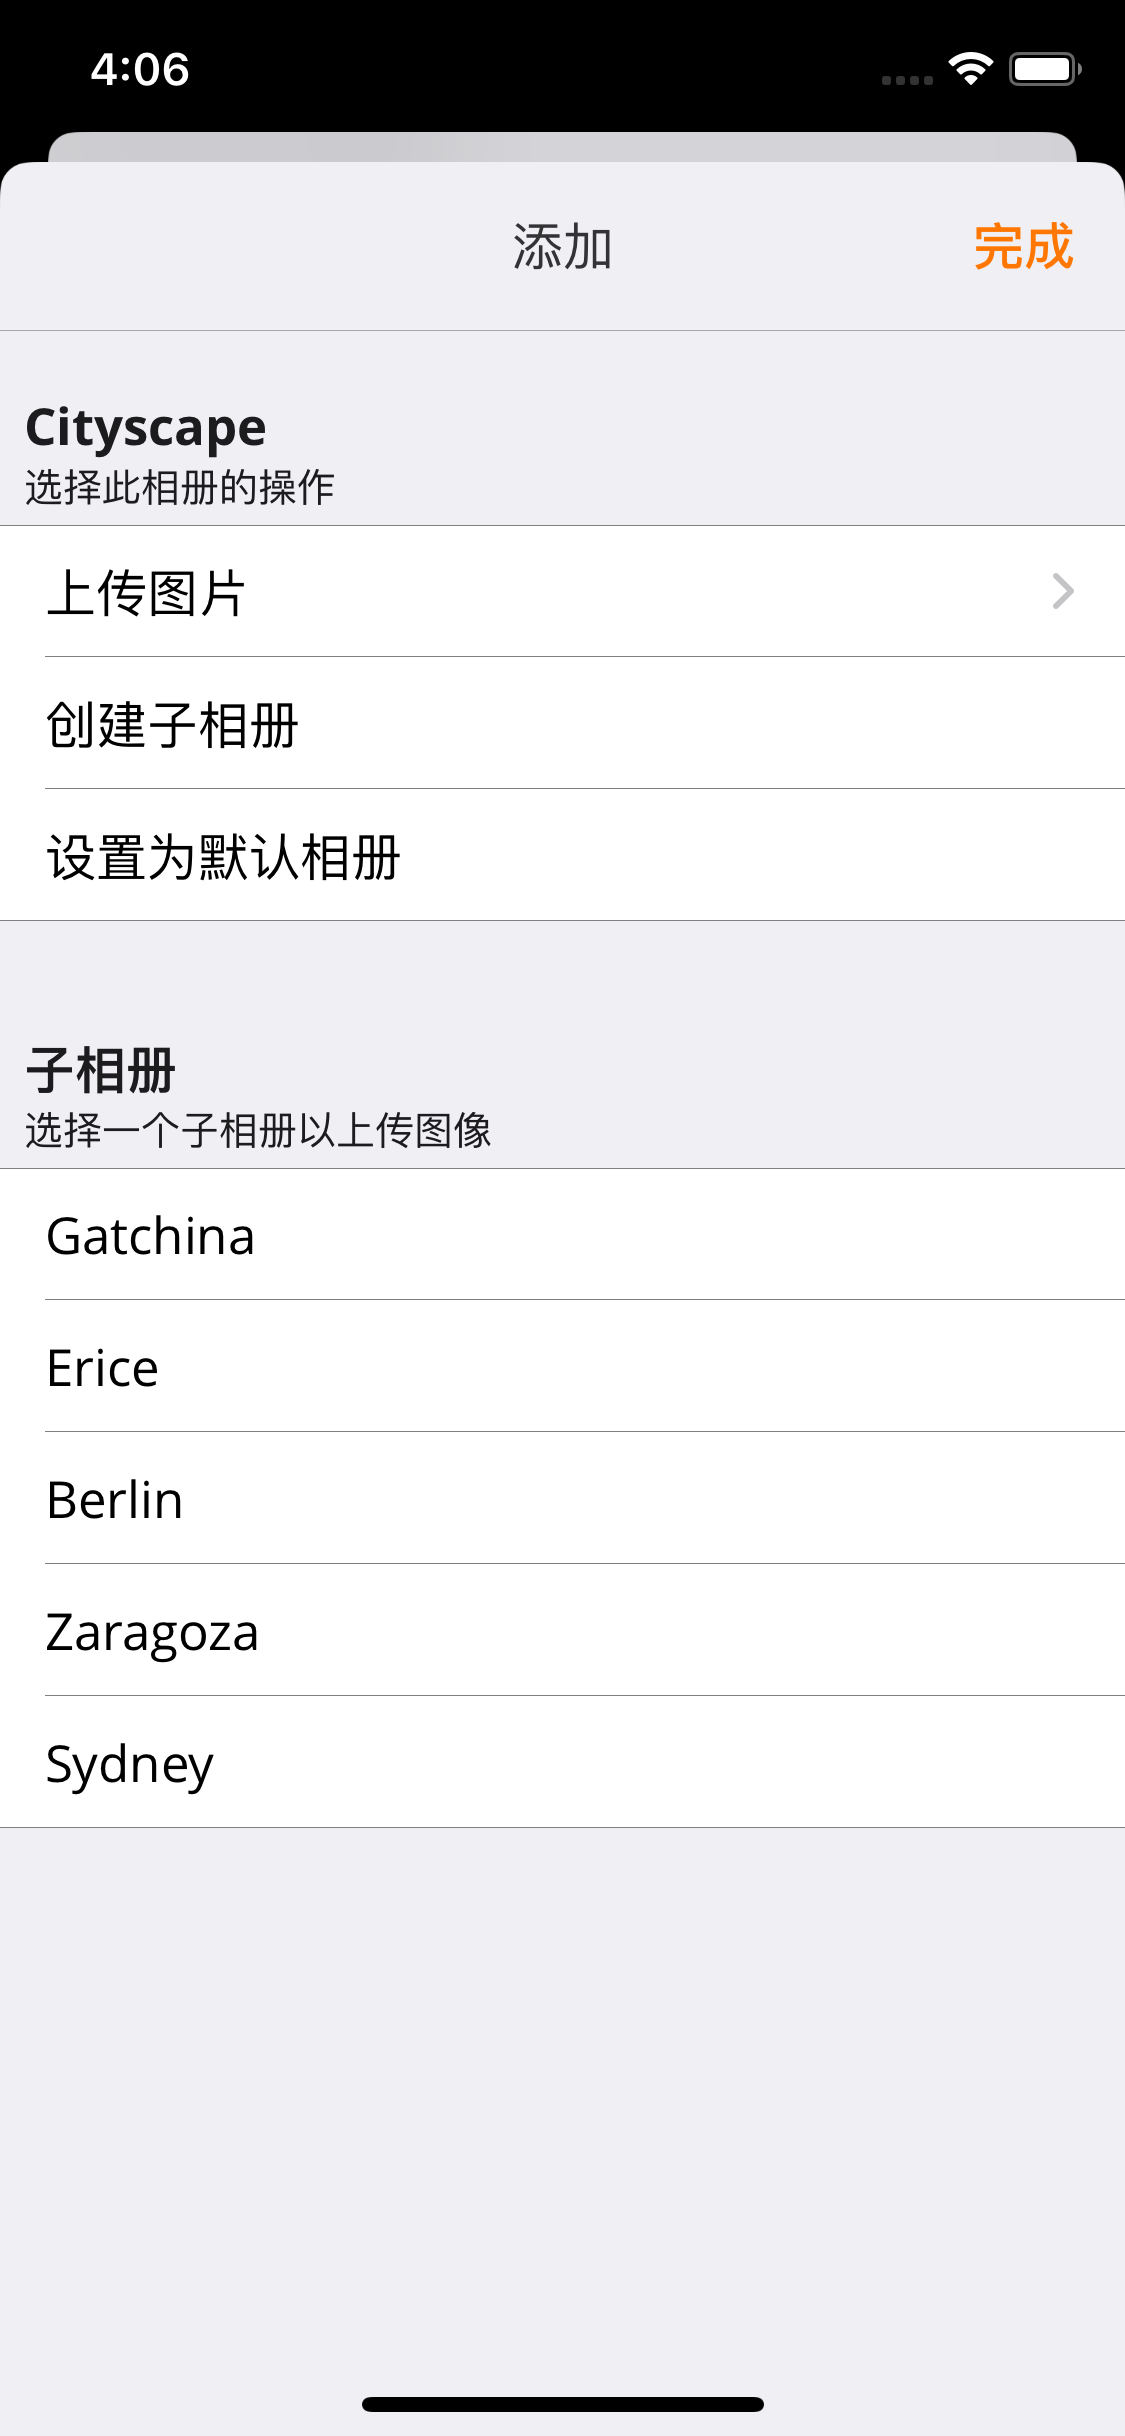 4:06
添加
完成
Cityscape
选择此相册的操作
上传图片
创建子相册
设置为默认相册
子相册
选择一个子相册以上传图像
Gatchina
Erice
Berlin
Zaragoza
Sydney